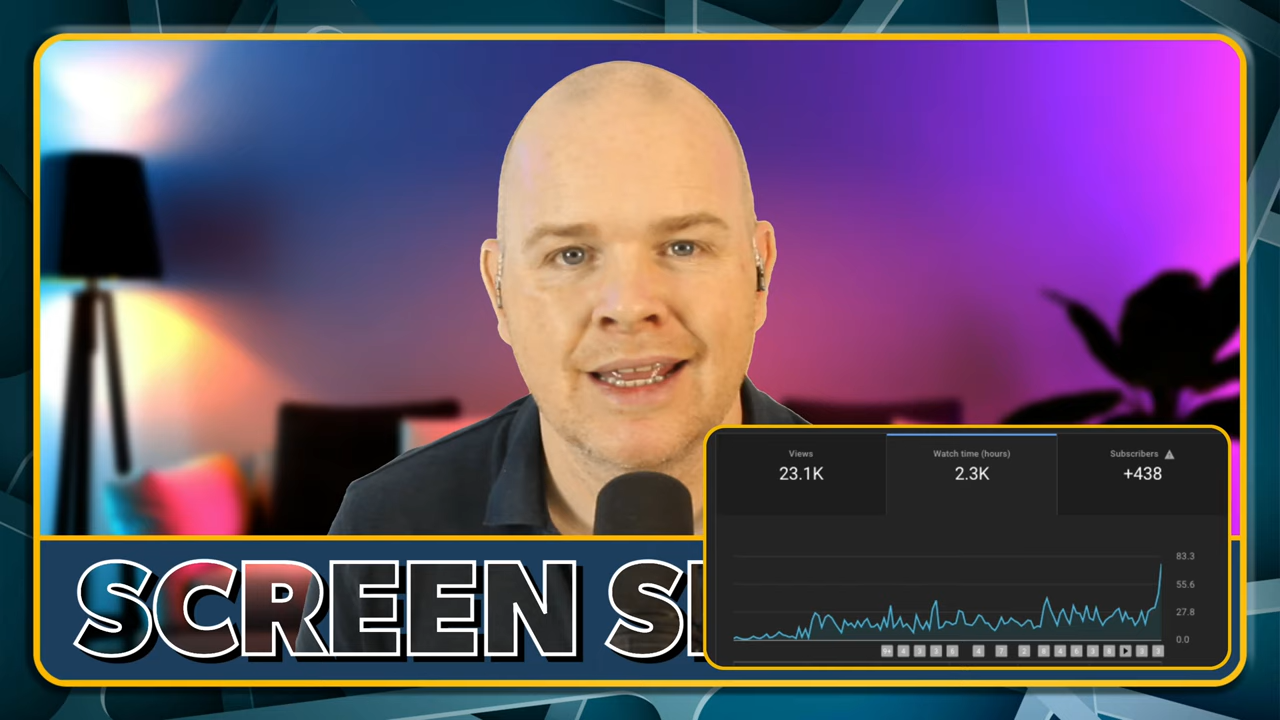 Views
23.1K
Watch time (hours)
2.3K
Subscribers
+438
83.3
55.6
27.8
0.0
SCREEN